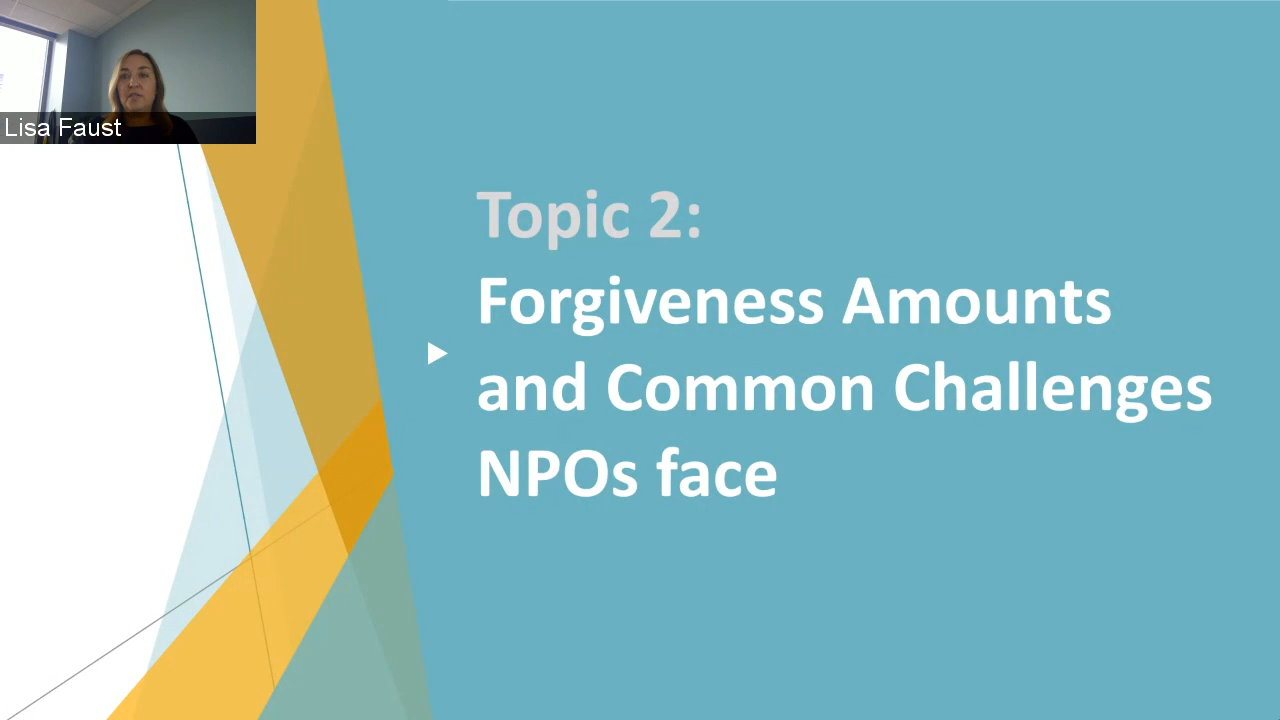 Lisa Faust
Topic 2:
Forgiveness Amounts
and Common Challenges
NPOs face